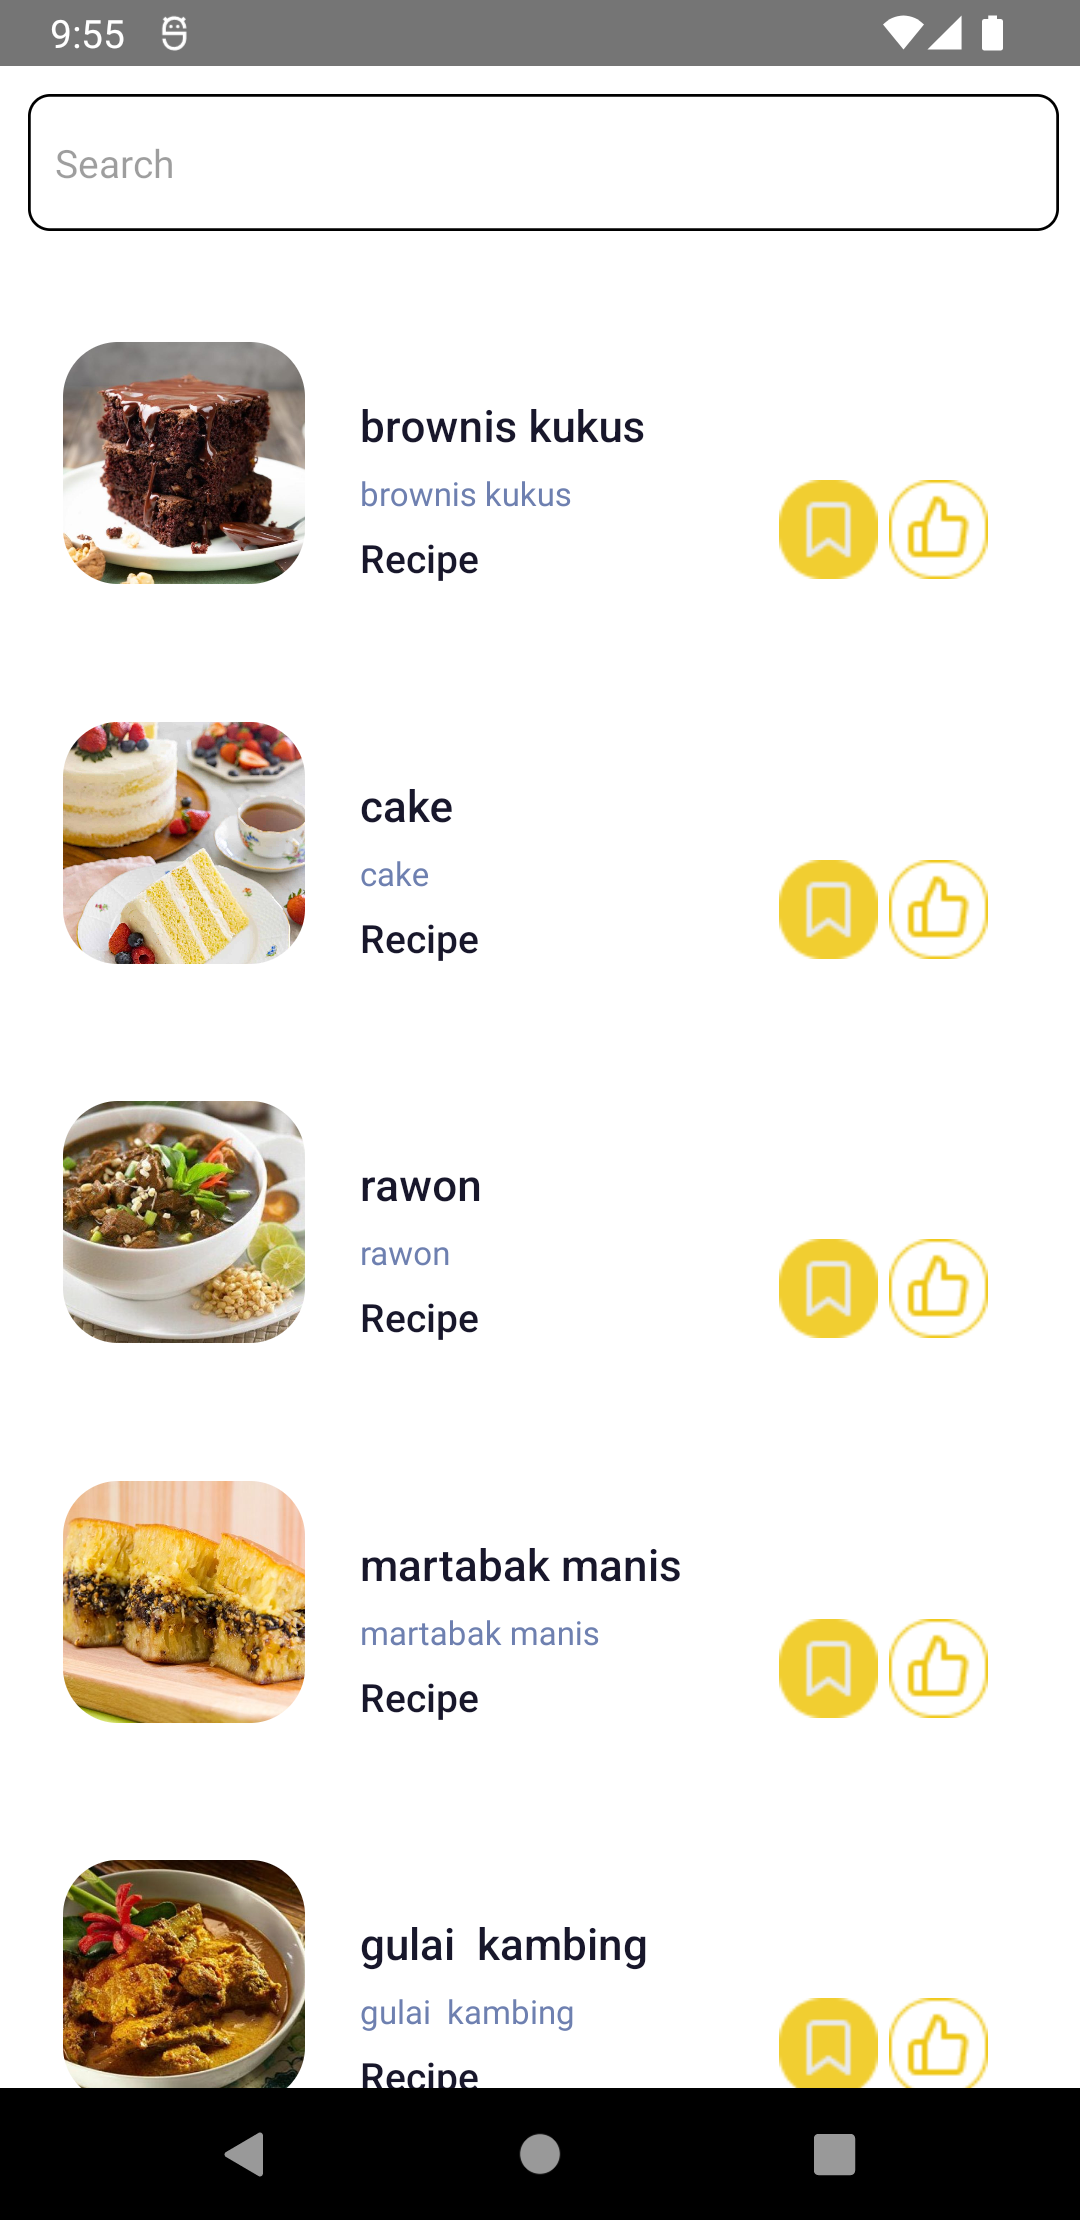 9:55
Search
brownis kukus
brownis kukus
Recipe
cake
cake
Recipe
rawon
rawon
Recipe
martabak manis
martabak manis
Recipe
gulai  kambing
gulai  kambing
Recipe